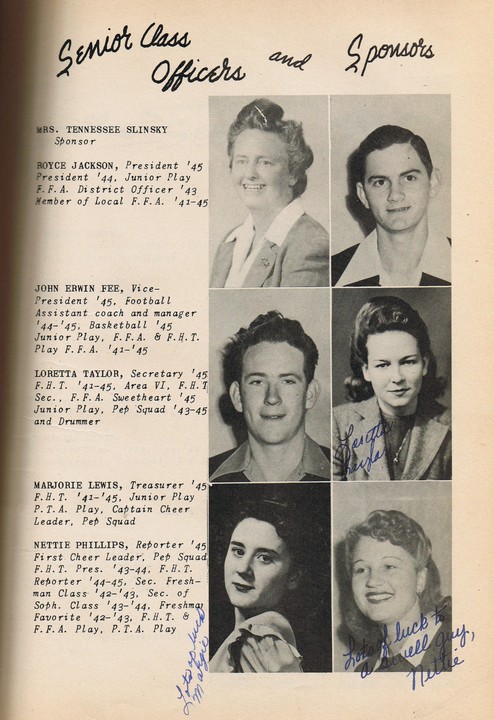 Senior Class
Officers and Sponsors
MRS. TENNESSEE SLINSKY
Sponsor
ROYCE JACKSON, President '45
President '44, Junior Play
F.F.A. District Officer '43
Member of Local F.F.A. '41-45
JOHN ERWIN FEE, Vice-
President '45, Football
Assistant coach and manager
'44-'45, Basketball '45
Junior Play, F.F.A. & F.H.T.
Play F.F.A. '41-'45
LORETTA TAYLOR, Secretary '45
F.H.T. '41-45, Area VI, F.H.T
Sec., F.F.A. Sweetheart '45
Junior Play, Pep Squad '43-45
and Drummer
Loretta
Taylor
MARJORIE LEWIS, Treasurer '45
F.H.T. '41-'45, Junior Play
P.T.A. Play, Captain Cheer
Leader, Pep Squad
NETTIE PHILLIPS, Reporter '45
First Cheer Leader, Pep Squad
F.H.T. Pres. '43-44, F.H.T.
Reporter '44-45, Sec. Fresh-
man Class '42-'43, Sec. of
Soph. Class '43-'44, Freshman
Favorite '42-'43, F.H.T. &
F.F.A. Play, P.T.A. Play
Lots of luck
Lots of luck to
a swell guy,
Nettie